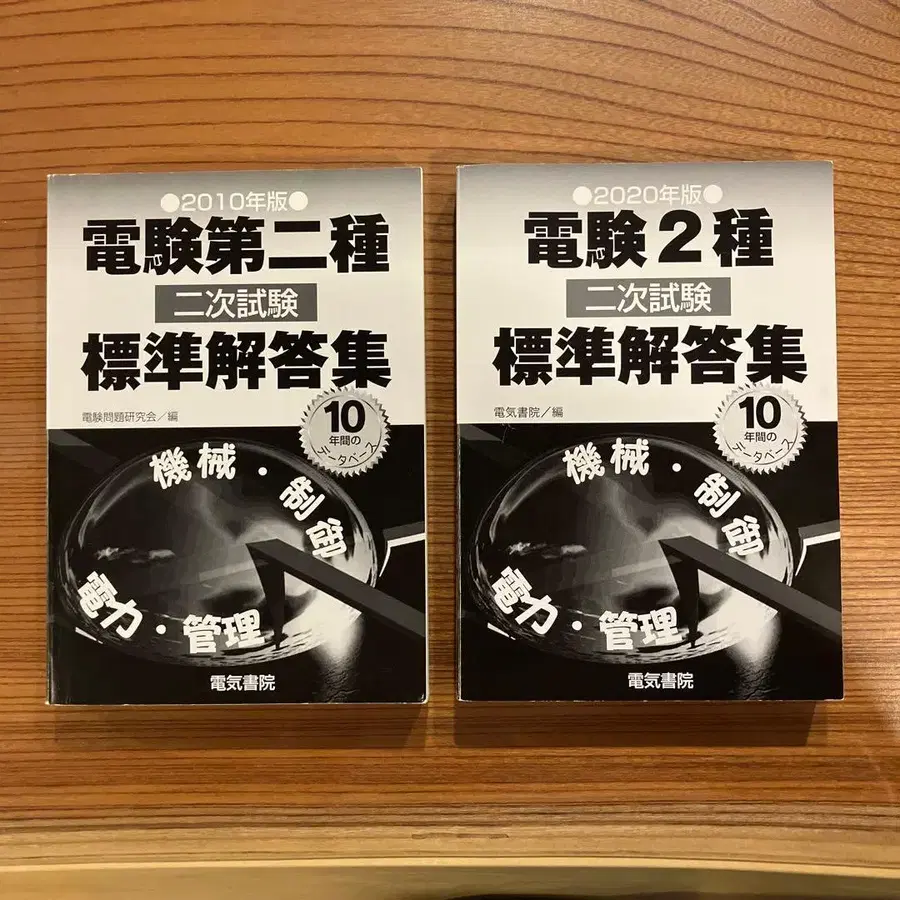 ●2010年版●
電験第二種
二次試験
標準解答集
電験問題研究会／編
10
年間の
データベース
機械・制御
電力・管理
電気書院
●2020年版●
電験2種
二次試験
標準解答集
電気書院／編
10
年間の
データベース
機械・制御
電力・管理
電気書院